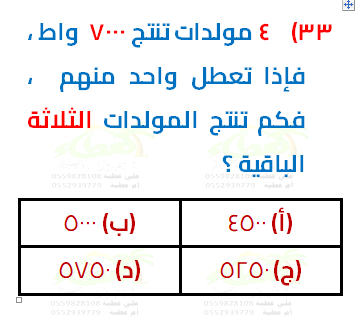 ٣٣) ٤ مولدات تنتج ٧٠٠٠ واط ،
فإذا تعطل واحد منهم ،
فكم تنتج المولدات الثلاثة
الباقية ؟
(أ) ٤٥٠٠ (ب) ٥٠٠٠
(ج) ٥٢٥٠ (د) ٥٧٥٠